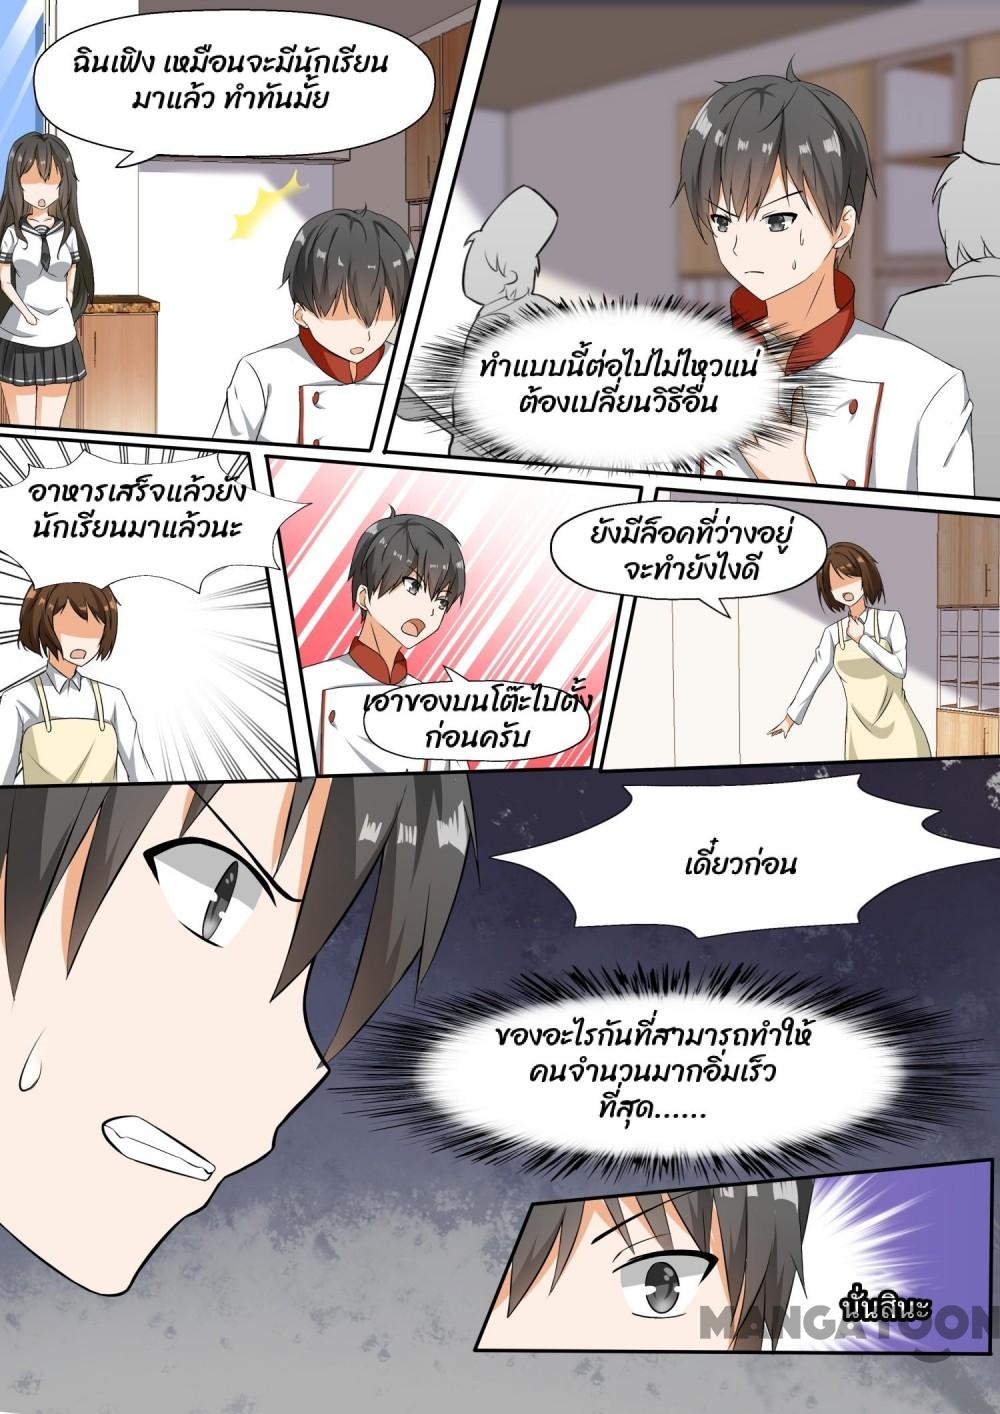 ฉินเฟิง เหมือนจะมีนักเรียน
มาแล้ว ทำทันมั้ย
ทำแบบนี้ต่อไปไม่ไหวแน่
ต้องเปลี่ยนวิธีอื่น
อาหารเสร็จแล้วยัง
นักเรียนมาแล้วนะ
เอาของบนโต๊ะไปตั้ง
ก่อนครับ
ยังมีล็อคที่ว่างอยู่
จะทำยังไงดี
เดี๋ยวก่อน
ของอะไรกันที่สามารถทำให้
คนจำนวนมากอิ่มเร็ว
ที่สุด......
นั่นสินะ
MANGATOON